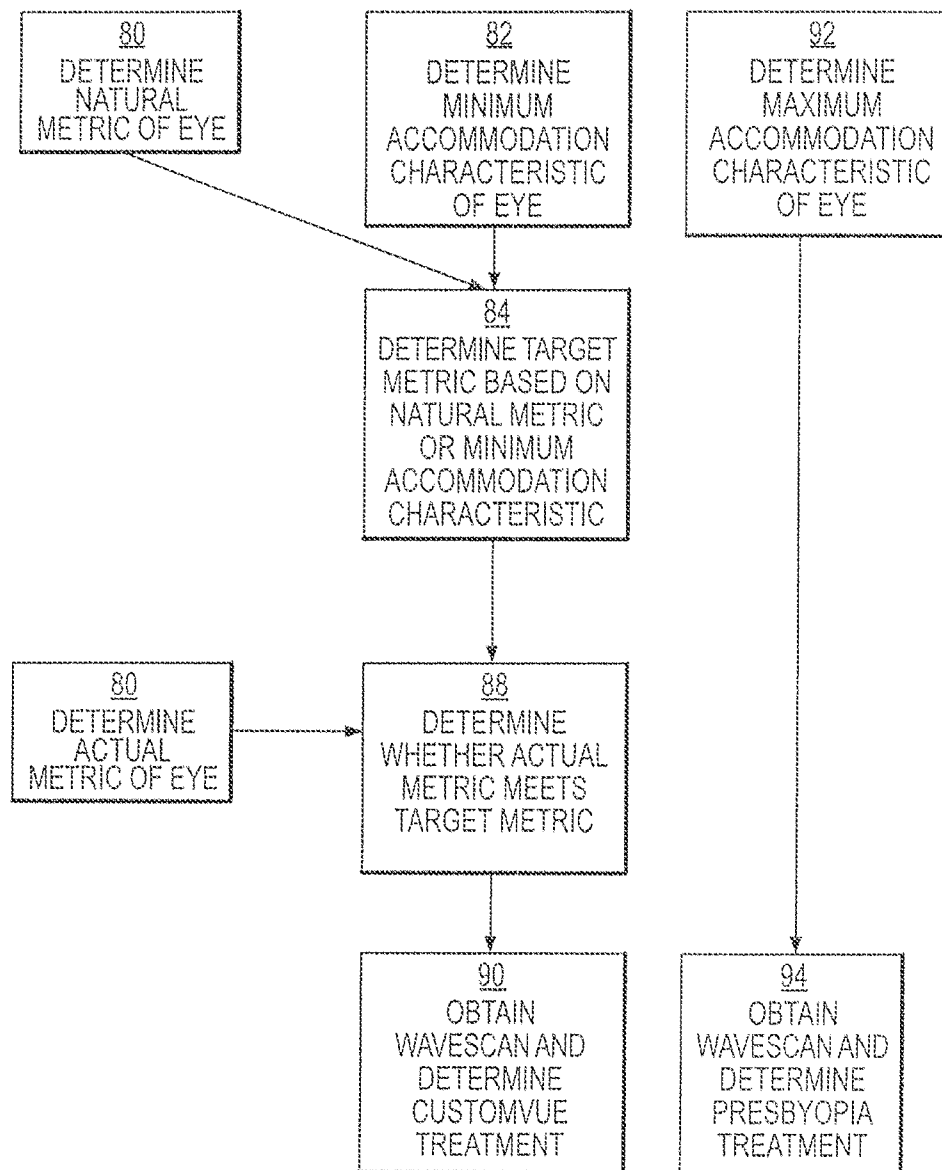 80
DETERMINE
NATURAL
METRIC OF EYE
82
DETERMINE
MINIMUM
ACCOMMODATION
CHARACTERISTIC
OF EYE
92
DETERMINE
MAXIMUM
ACCOMMODATION
CHARACTERISTIC
OF EYE
84
DETERMINE TARGET
METRIC BASED ON
NATURAL METRIC
OR MINIMUM
ACCOMMODATION
CHARACTERISTIC
80
DETERMINE
ACTUAL
METRIC OF EYE
88
DETERMINE
WHETHER ACTUAL
METRIC MEETS
TARGET METRIC
90
OBTAIN
WAVESCAN AND
DETERMINE
CUSTOMVUE
TREATMENT
94
OBTAIN
WAVESCAN AND
DETERMINE
PRESBYOPIA
TREATMENT